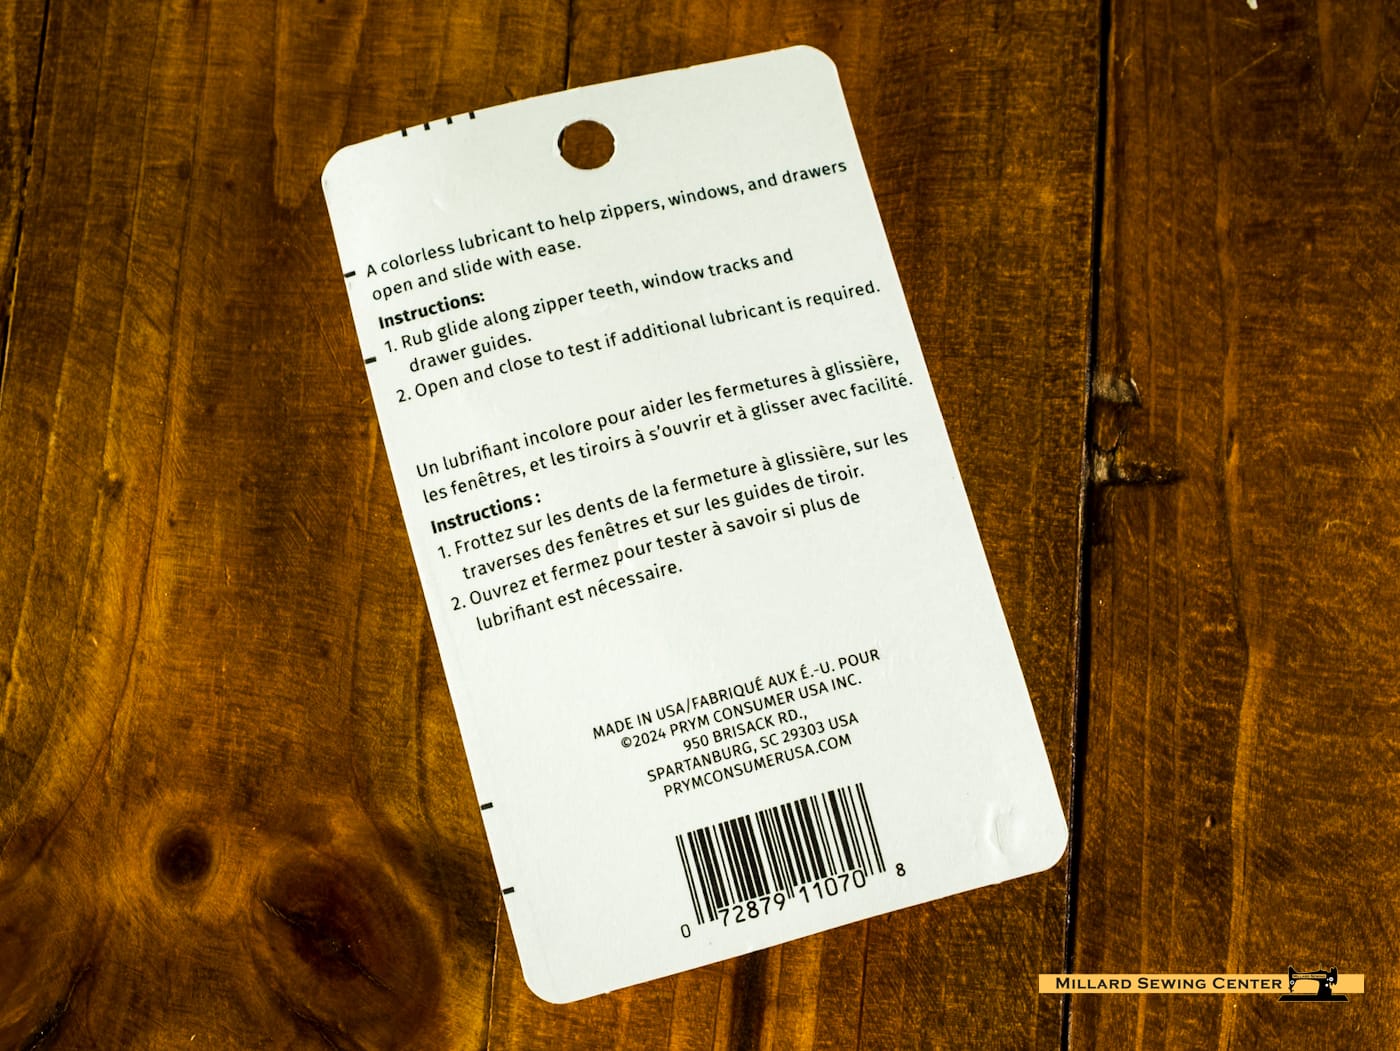 A colorless lubricant to help zippers, windows, and drawers
open and slide with ease.
Instructions:
1. Rub glide along zipper teeth, window tracks and
drawer guides.
2. Open and close to test if additional lubricant is required.
Un lubrifiant incolore pour aider les fermetures à glissière,
les fenêtres, et les tiroirs à s'ouvrir et à glisser avec facilité.
Instructions :
1. Frottez sur les dents de la fermeture à glissière, sur les
traverses des fenêtres et sur les guides de tiroir.
2. Ouvrez et fermez pour tester à savoir si plus de
lubrifiant est nécessaire.
MADE IN USA/FABRIQUÉ AUX É.-U. POUR
©2024 PRYM CONSUMER USA INC.
950 BRISACK RD.,
SPARTANBURG, SC 29303 USA
PRYMCONSUMERUSA.COM
0 72879 11070 8
MILLARD SEWING CENTER